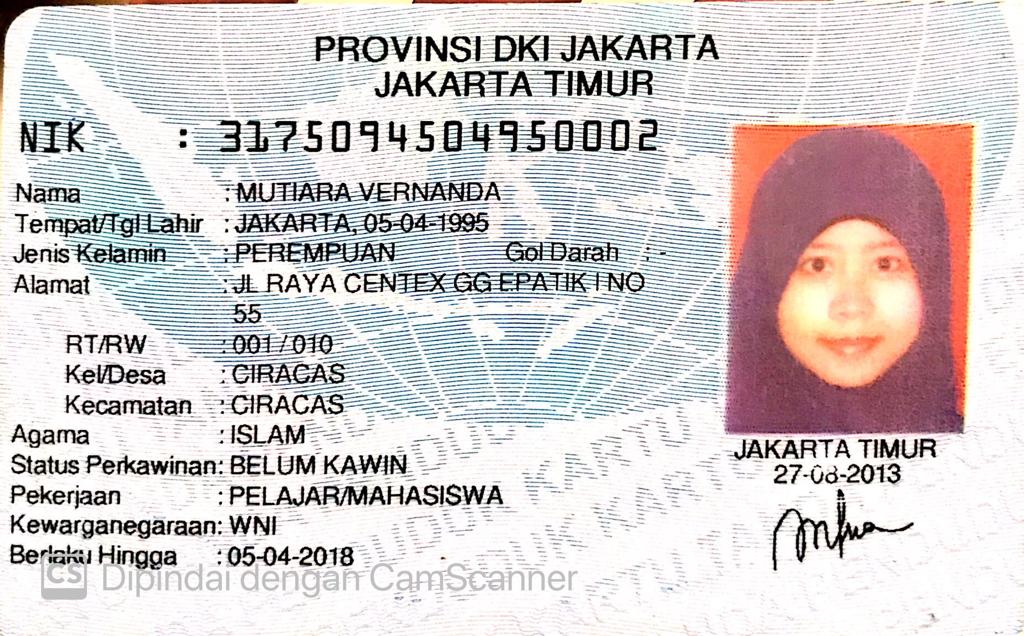 PROVINSI DKI JAKARTA
JAKARTA TIMUR
NIK : 3175094504950002
Nama : MUTIARA VERNANDA
Tempat/Tgl Lahir : JAKARTA, 05-04-1995
Jenis Kelamin : PEREMPUAN Gol Darah : -
Alamat : JL RAYA CENTEX GG EPATIK I NO
55
RT/RW : 001 / 010
Kel/Desa : CIRACAS
Kecamatan : CIRACAS
Agama : ISLAM
Status Perkawinan: BELUM KAWIN
Pekerjaan : PELAJAR/MAHASISWA
Kewarganegaraan: WNI
Berlaku Hingga : 05-04-2018
JAKARTA TIMUR
27-08-2013
CS Dipindai dengan CamScanner